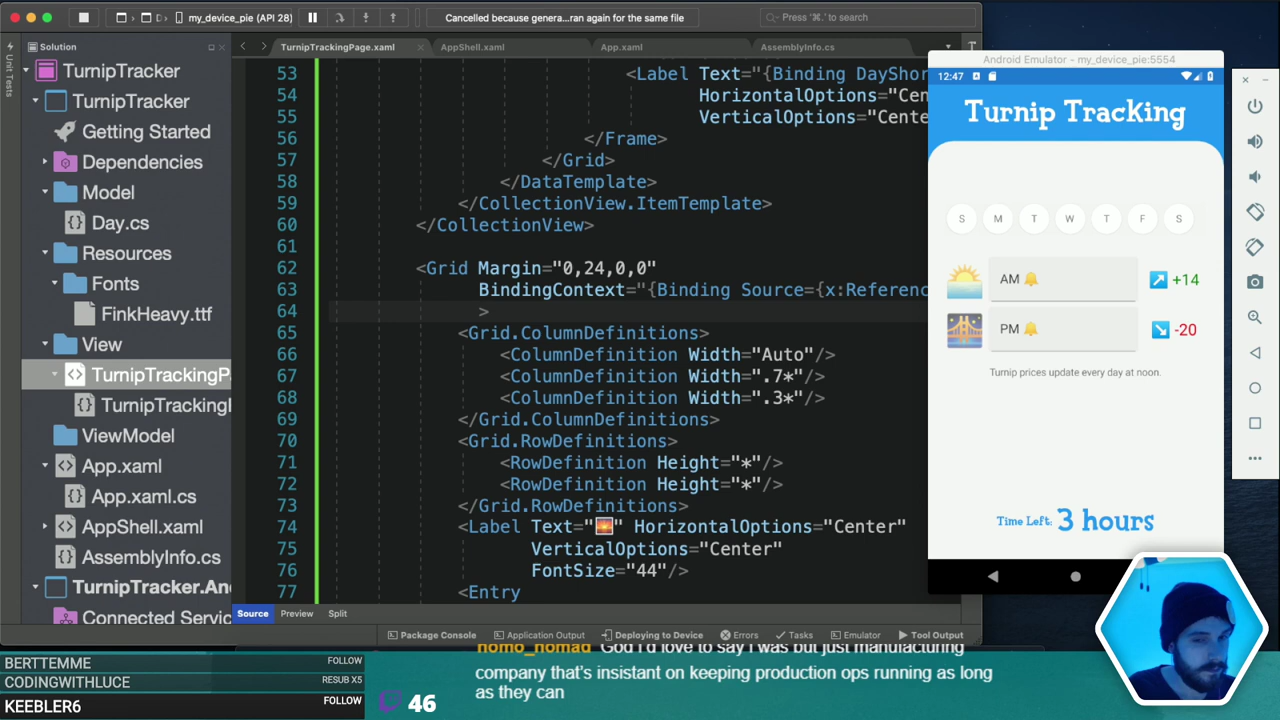 my_device_pie (API 28)
Cancelled because genera...ran again for the same file
Press '⌘.' to search
Unit Tests
Solution
TurnipTracker
TurnipTracker
Getting Started
Dependencies
Model
Day.cs
Resources
Fonts
FinkHeavy.ttf
View
TurnipTrackingP
TurnipTracking
ViewModel
App.xaml
App.xaml.cs
AppShell.xaml
AssemblyInfo.cs
TurnipTracker.An
Connected Servic
TurnipTrackingPage.xaml
AppShell.xaml
App.xaml
AssemblyInfo.cs
53 <Label Text="{Binding DayShor
54 HorizontalOptions="Cen
55 VerticalOptions="Cente
56 </Frame>
57 </Grid>
58 </DataTemplate>
59 </CollectionView.ItemTemplate>
60 </CollectionView>
61
62 <Grid Margin="0,24,0,0"
63 BindingContext="{Binding Source={x:Referenc
64 >
65 <Grid.ColumnDefinitions>
66 <ColumnDefinition Width="Auto"/>
67 <ColumnDefinition Width=".7*"/>
68 <ColumnDefinition Width=".3*"/>
69 </Grid.ColumnDefinitions>
70 <Grid.RowDefinitions>
71 <RowDefinition Height="*"/>
72 <RowDefinition Height="*"/>
73 </Grid.RowDefinitions>
74 <Label Text="🌅" HorizontalOptions="Center"
75 VerticalOptions="Center"
76 FontSize="44"/>
77 <Entry
Source Preview Split
Package Console Application Output Deploying to Device Errors Tasks Emulator Tool Output
Android Emulator - my_device_pie:5554
12:47
Turnip Tracking
S M T W T F S
AM 🔔 +14
PM 🔔 -20
Turnip prices update every day at noon.
Time Left: 3 hours
BERTTEMME FOLLOW
CODINGWITHLUCE RESUB X5
KEEBLER6 FOLLOW
46
homo_nomad God I'd love to say I was but just manufacturing
company that's insistant on keeping production ops running as long
as they can